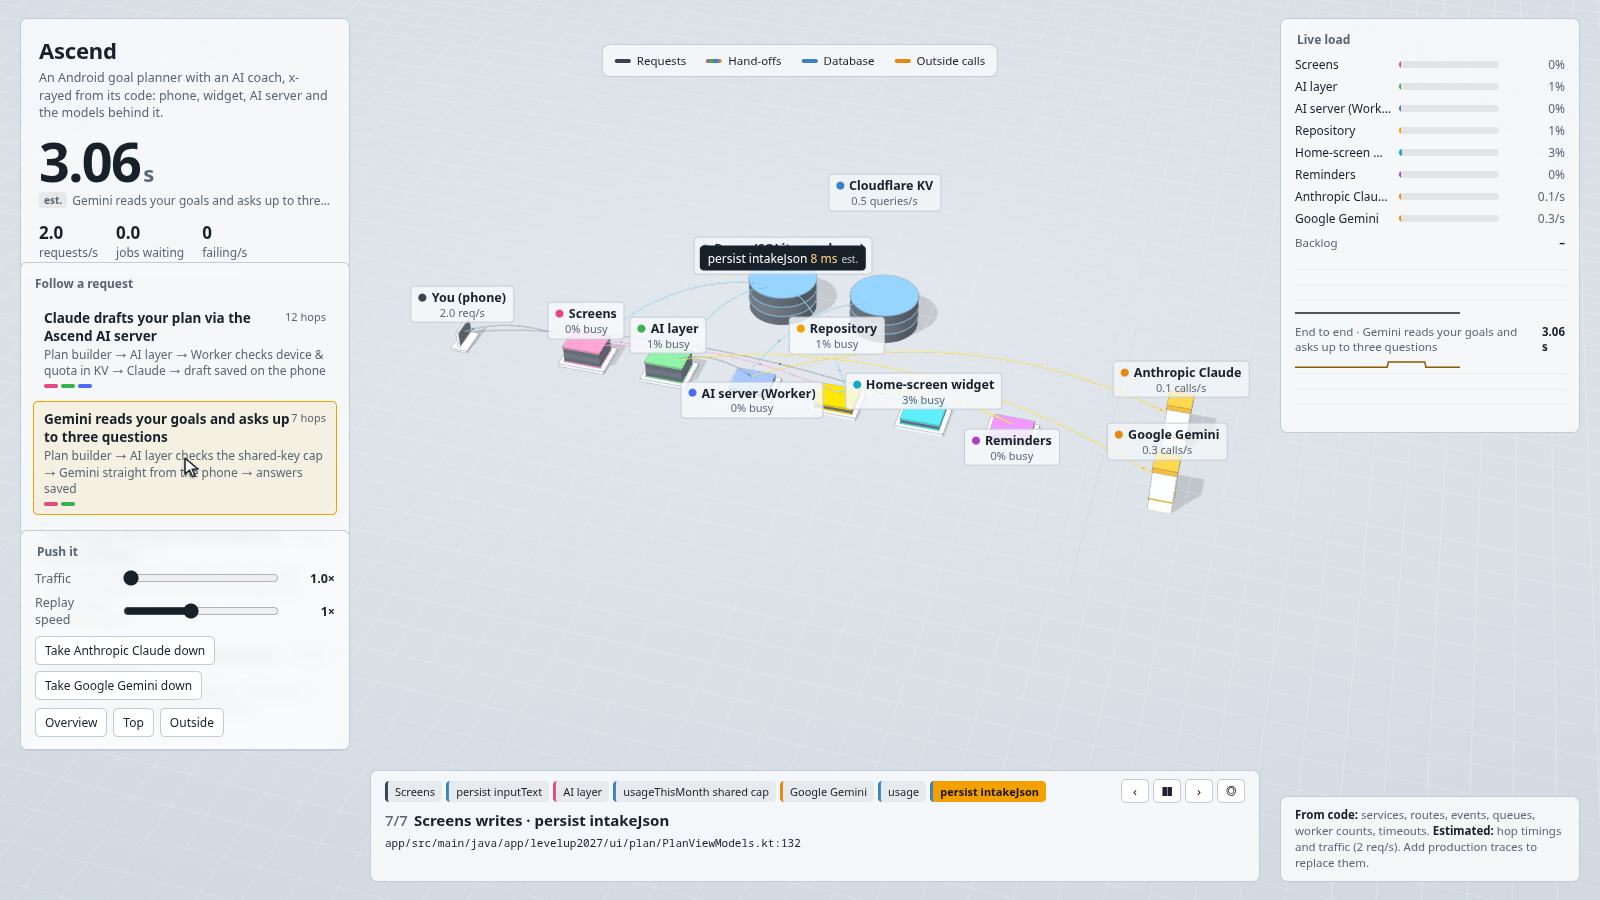 Ascend
An Android goal planner with an AI coach, x-
rayed from its code: phone, widget, AI server and
the models behind it.
3.06 s
est. Gemini reads your goals and asks up to thre...
2.0 0.0 0
requests/s jobs waiting failing/s
Follow a request
Claude drafts your plan via the 12 hops
Ascend AI server
Plan builder → AI layer → Worker checks device &
quota in KV → Claude → draft saved on the phone
Gemini reads your goals and asks up 7 hops
to three questions
Plan builder → AI layer checks the shared-key cap
→ Gemini straight from the phone → answers
saved
Push it
Traffic 1.0×
Replay 1×
speed
Take Anthropic Claude down
Take Google Gemini down
Overview Top Outside
Requests Hand-offs Database Outside calls
Cloudflare KV
0.5 queries/s
persist intakeJson 8 ms est.
You (phone)
2.0 req/s
Screens
0% busy
AI layer
1% busy
Repository
1% busy
AI server (Worker)
0% busy
Home-screen widget
3% busy
Reminders
0% busy
Anthropic Claude
0.1 calls/s
Google Gemini
0.3 calls/s
Screens persist inputText AI layer usageThisMonth shared cap Google Gemini usage persist intakeJson
7/7 Screens writes · persist intakeJson
app/src/main/java/app/levelup2027/ui/plan/PlanViewModels.kt:132
Live load
Screens 0%
AI layer 1%
AI server (Work... 0%
Repository 1%
Home-screen ... 3%
Reminders 0%
Anthropic Clau... 0.1/s
Google Gemini 0.3/s
Backlog –
End to end · Gemini reads your goals and 3.06
asks up to three questions s
From code: services, routes, events, queues,
worker counts, timeouts. Estimated: hop timings
and traffic (2 req/s). Add production traces to
replace them.